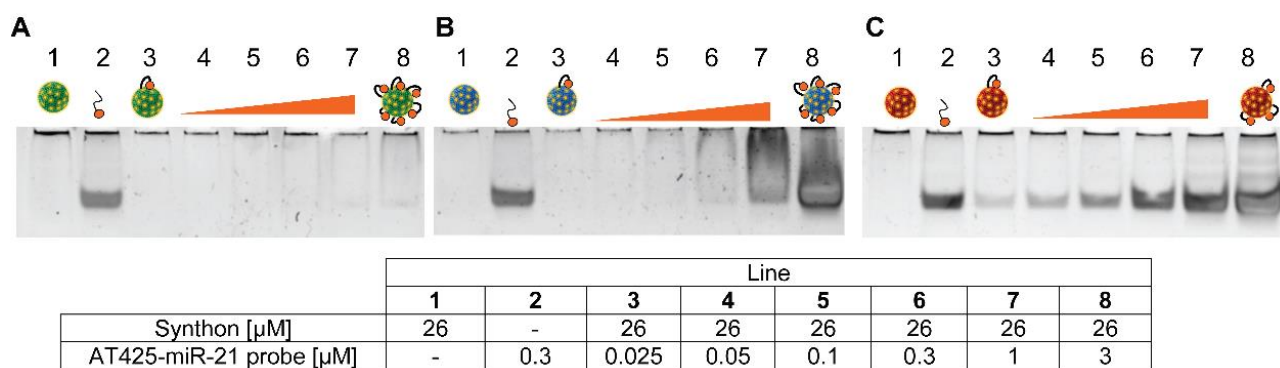 A
1 2 3 4 5 6 7 8
B
1 2 3 4 5 6 7 8
C
1 2 3 4 5 6 7 8
Line
1 2 3 4 5 6 7 8
Synthon [µM] 26 - 26 26 26 26 26 26
AT425-miR-21 probe [µM] - 0.3 0.025 0.05 0.1 0.3 1 3